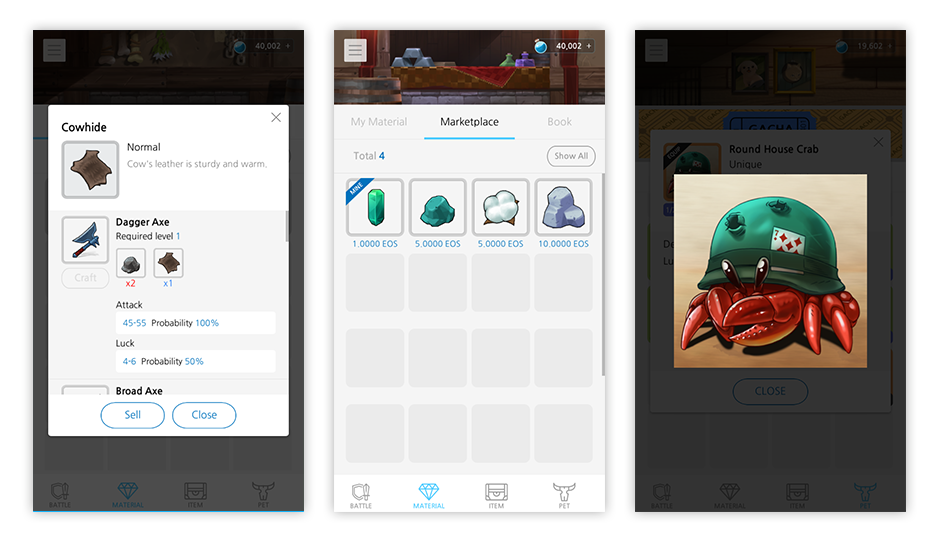 40,002 +
Cowhide
Normal
Cow's leather is sturdy and warm.
Dagger Axe
Required level 1
Craft
x2
x1
Attack
45-55 Probability 100%
Luck
4-6 Probability 50%
Broad Axe
Sell
Close
BATTLE
MATERIAL
ITEM
PET
40,002 +
My Material
Marketplace
Book
Total 4
Show All
MINE
1.0000 EOS
5.0000 EOS
5.0000 EOS
10.0000 EOS
BATTLE
MATERIAL
ITEM
PET
19,602 +
GACHA
Round House Crab
Unique
7
De
Lu
CLOSE
BATTLE
MATERIAL
ITEM
PET